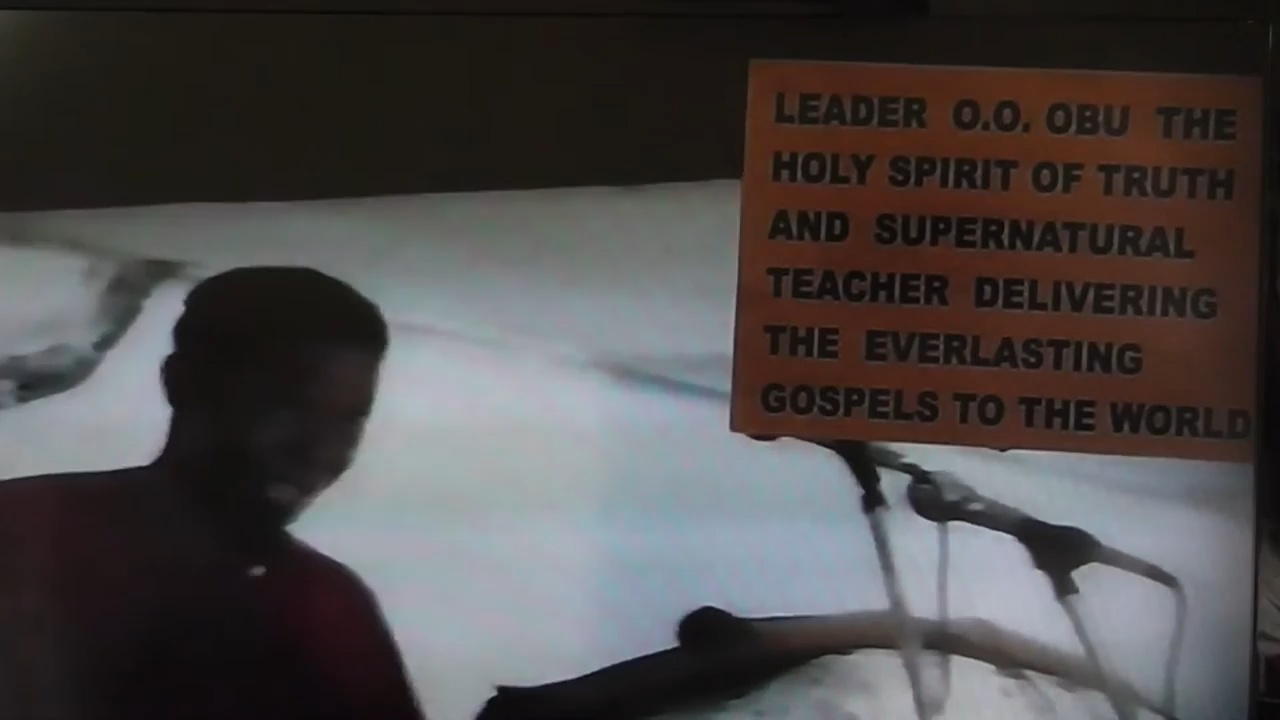 LEADER O.O. OBU THE
HOLY SPIRIT OF TRUTH
AND SUPERNATURAL
TEACHER DELIVERING
THE EVERLASTING
GOSPELS TO THE WORLD